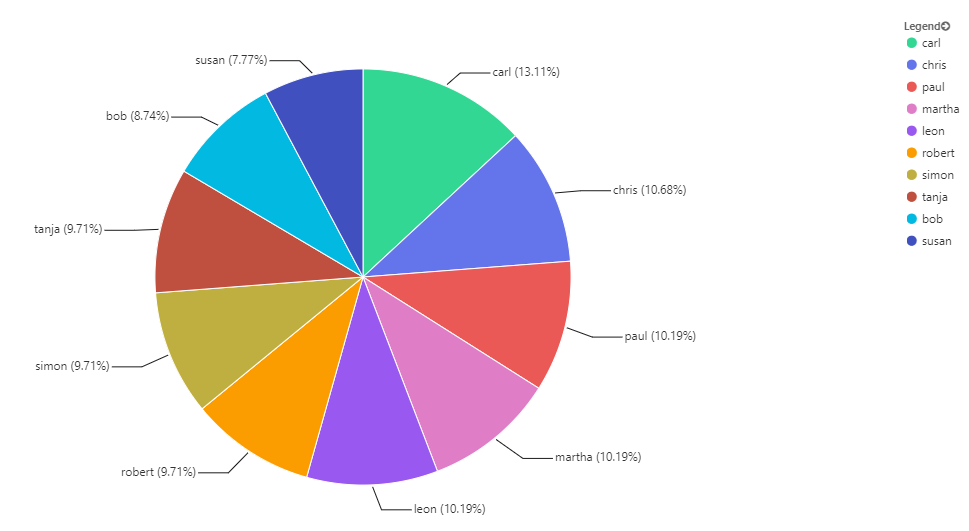 susan (7.77%)
carl (13.11%)
bob (8.74%)
chris (10.68%)
tanja (9.71%)
paul (10.19%)
simon (9.71%)
martha (10.19%)
robert (9.71%)
leon (10.19%)
Legend
carl
chris
paul
martha
leon
robert
simon
tanja
bob
susan